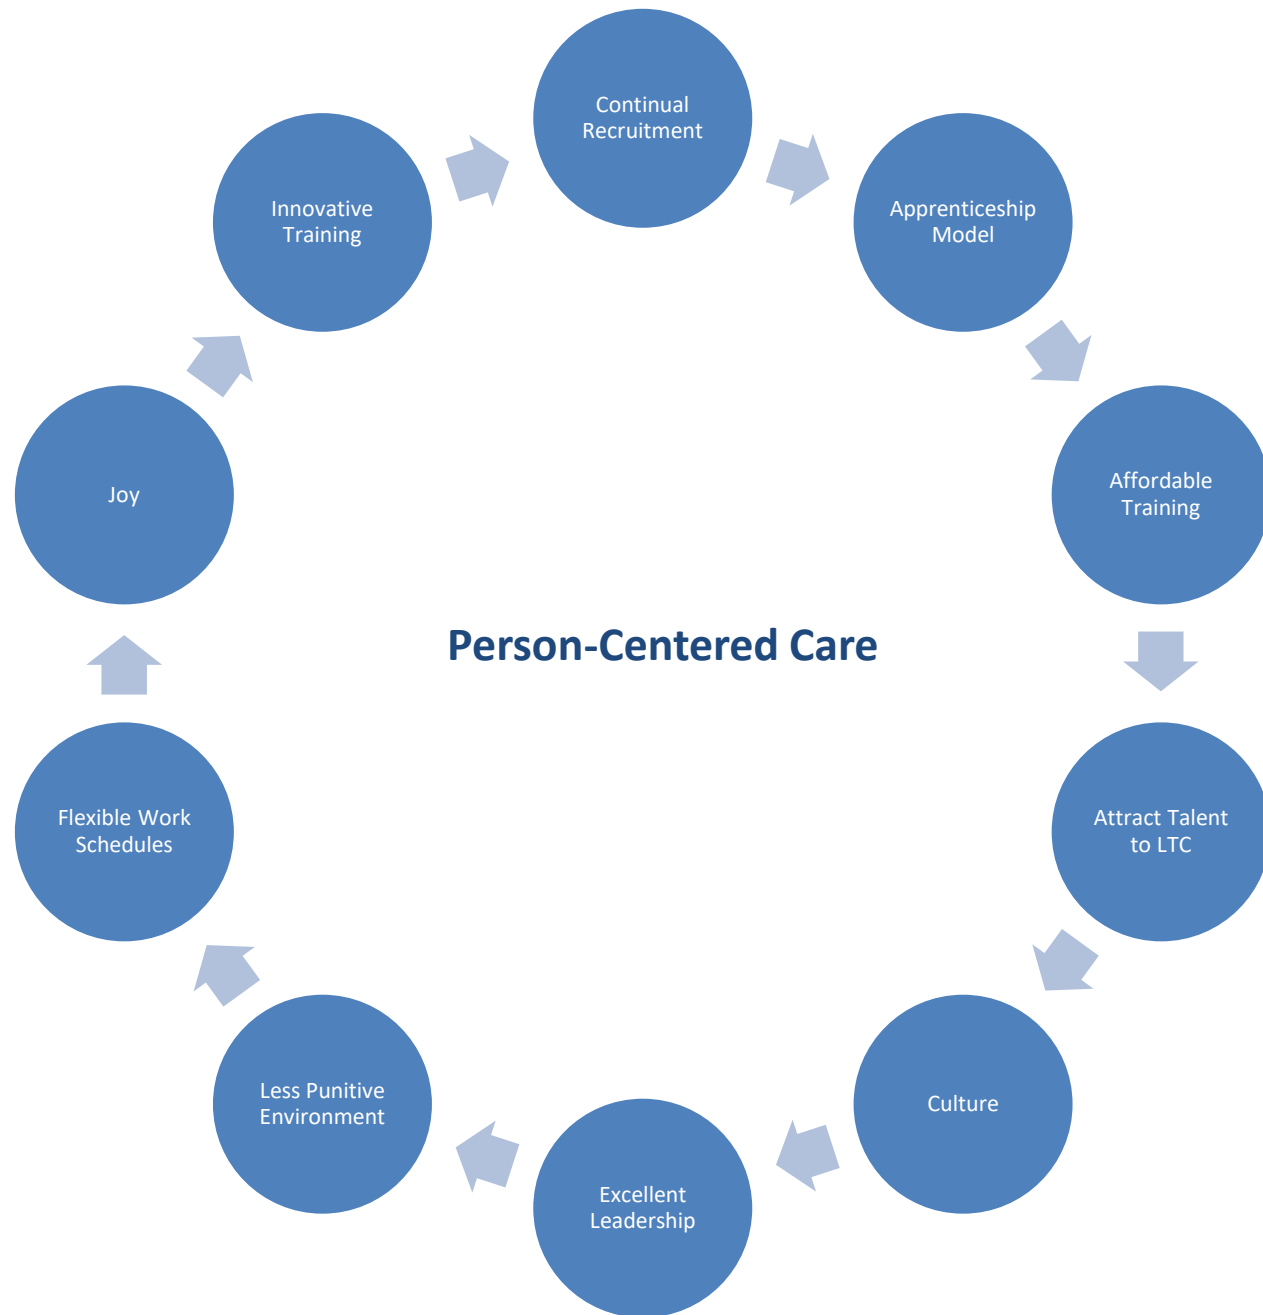 Continual
Recruitment
Apprenticeship
Model
Affordable
Training
Attract Talent
to LTC
Culture
Excellent
Leadership
Less Punitive
Environment
Flexible Work
Schedules
Joy
Innovative
Training
Person-Centered Care